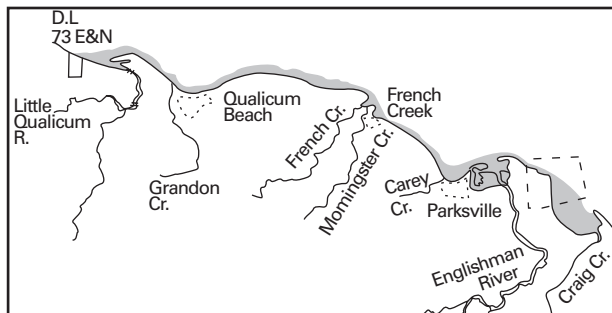 D.L
73 E&N
Little
Qualicum
R.
Grandon
Cr.
Qualicum
Beach
French Cr.
Morningster Cr.
French
Creek
Carey
Cr.
Parksville
Englishman
River
Craig Cr.